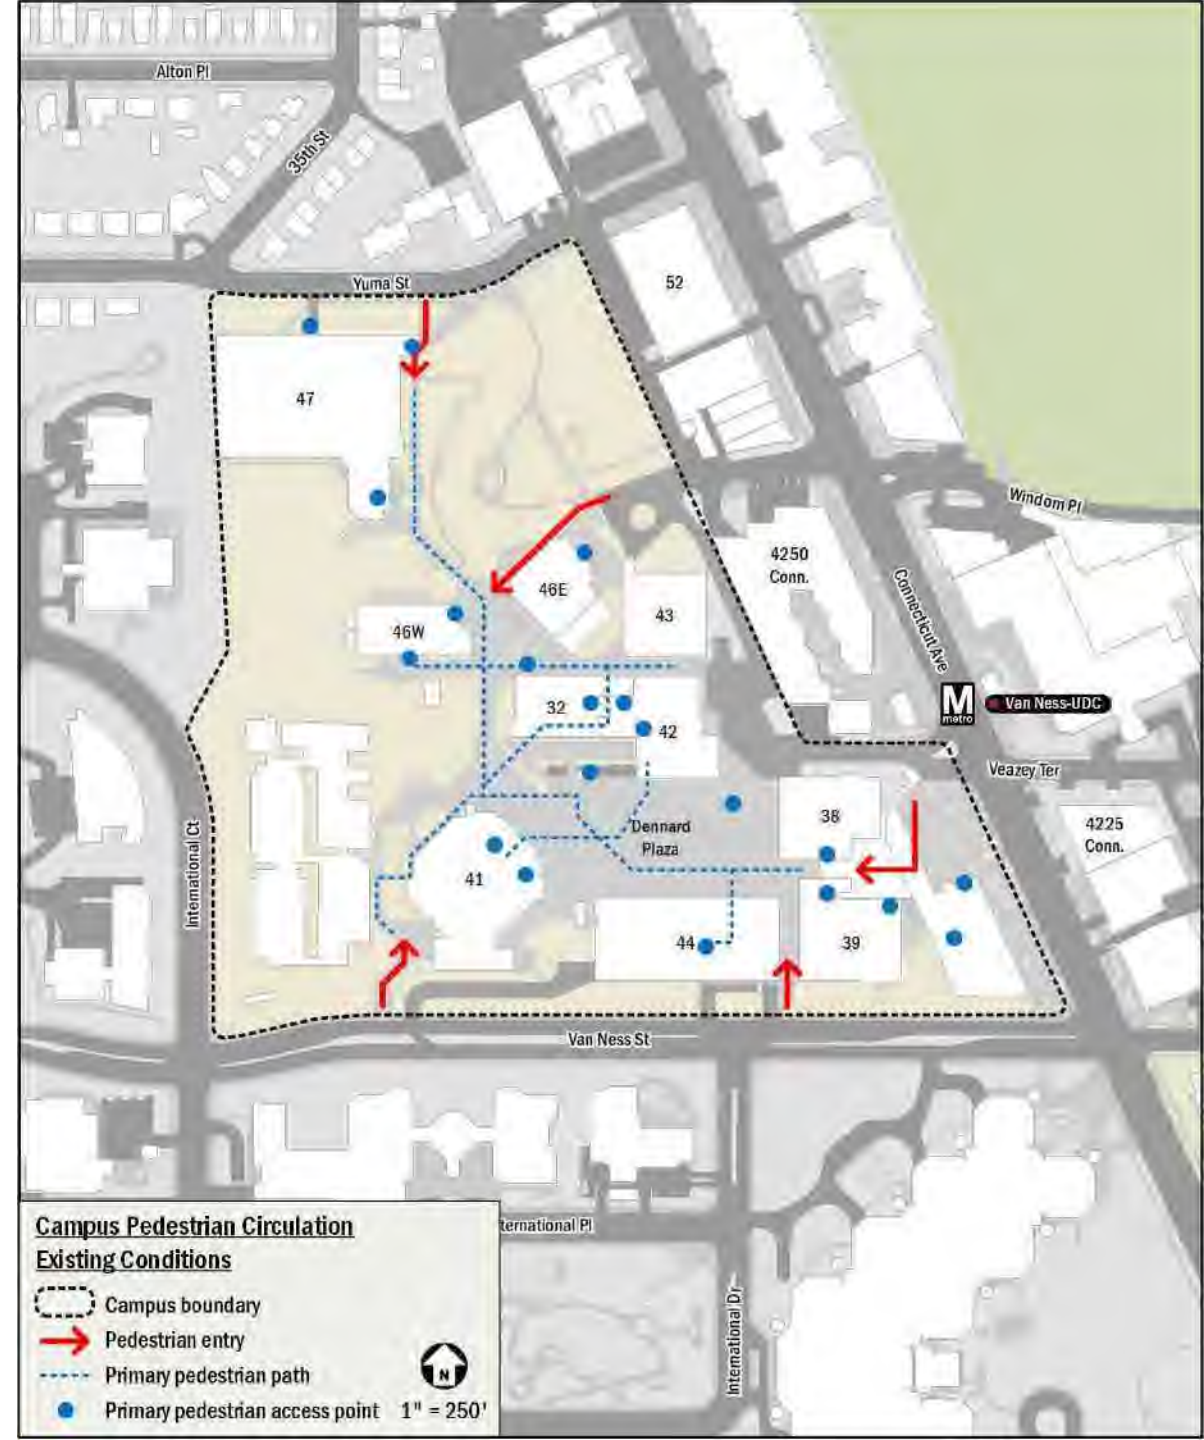 Alton Pl
35th St
Yuma St
52
47
Windom Pl
4250
Conn.
46E
43
46W
Connecticut Ave
M
metro
Van Ness-UDC
32
42
Veazey Ter
38
Dennard
Plaza
4225
Conn.
International Ct
41
44
39
Van Ness St
ternational Pl
International Dr
Campus Pedestrian Circulation
Existing Conditions
Campus boundary
Pedestrian entry
Primary pedestrian path
N
Primary pedestrian access point 1" = 250'